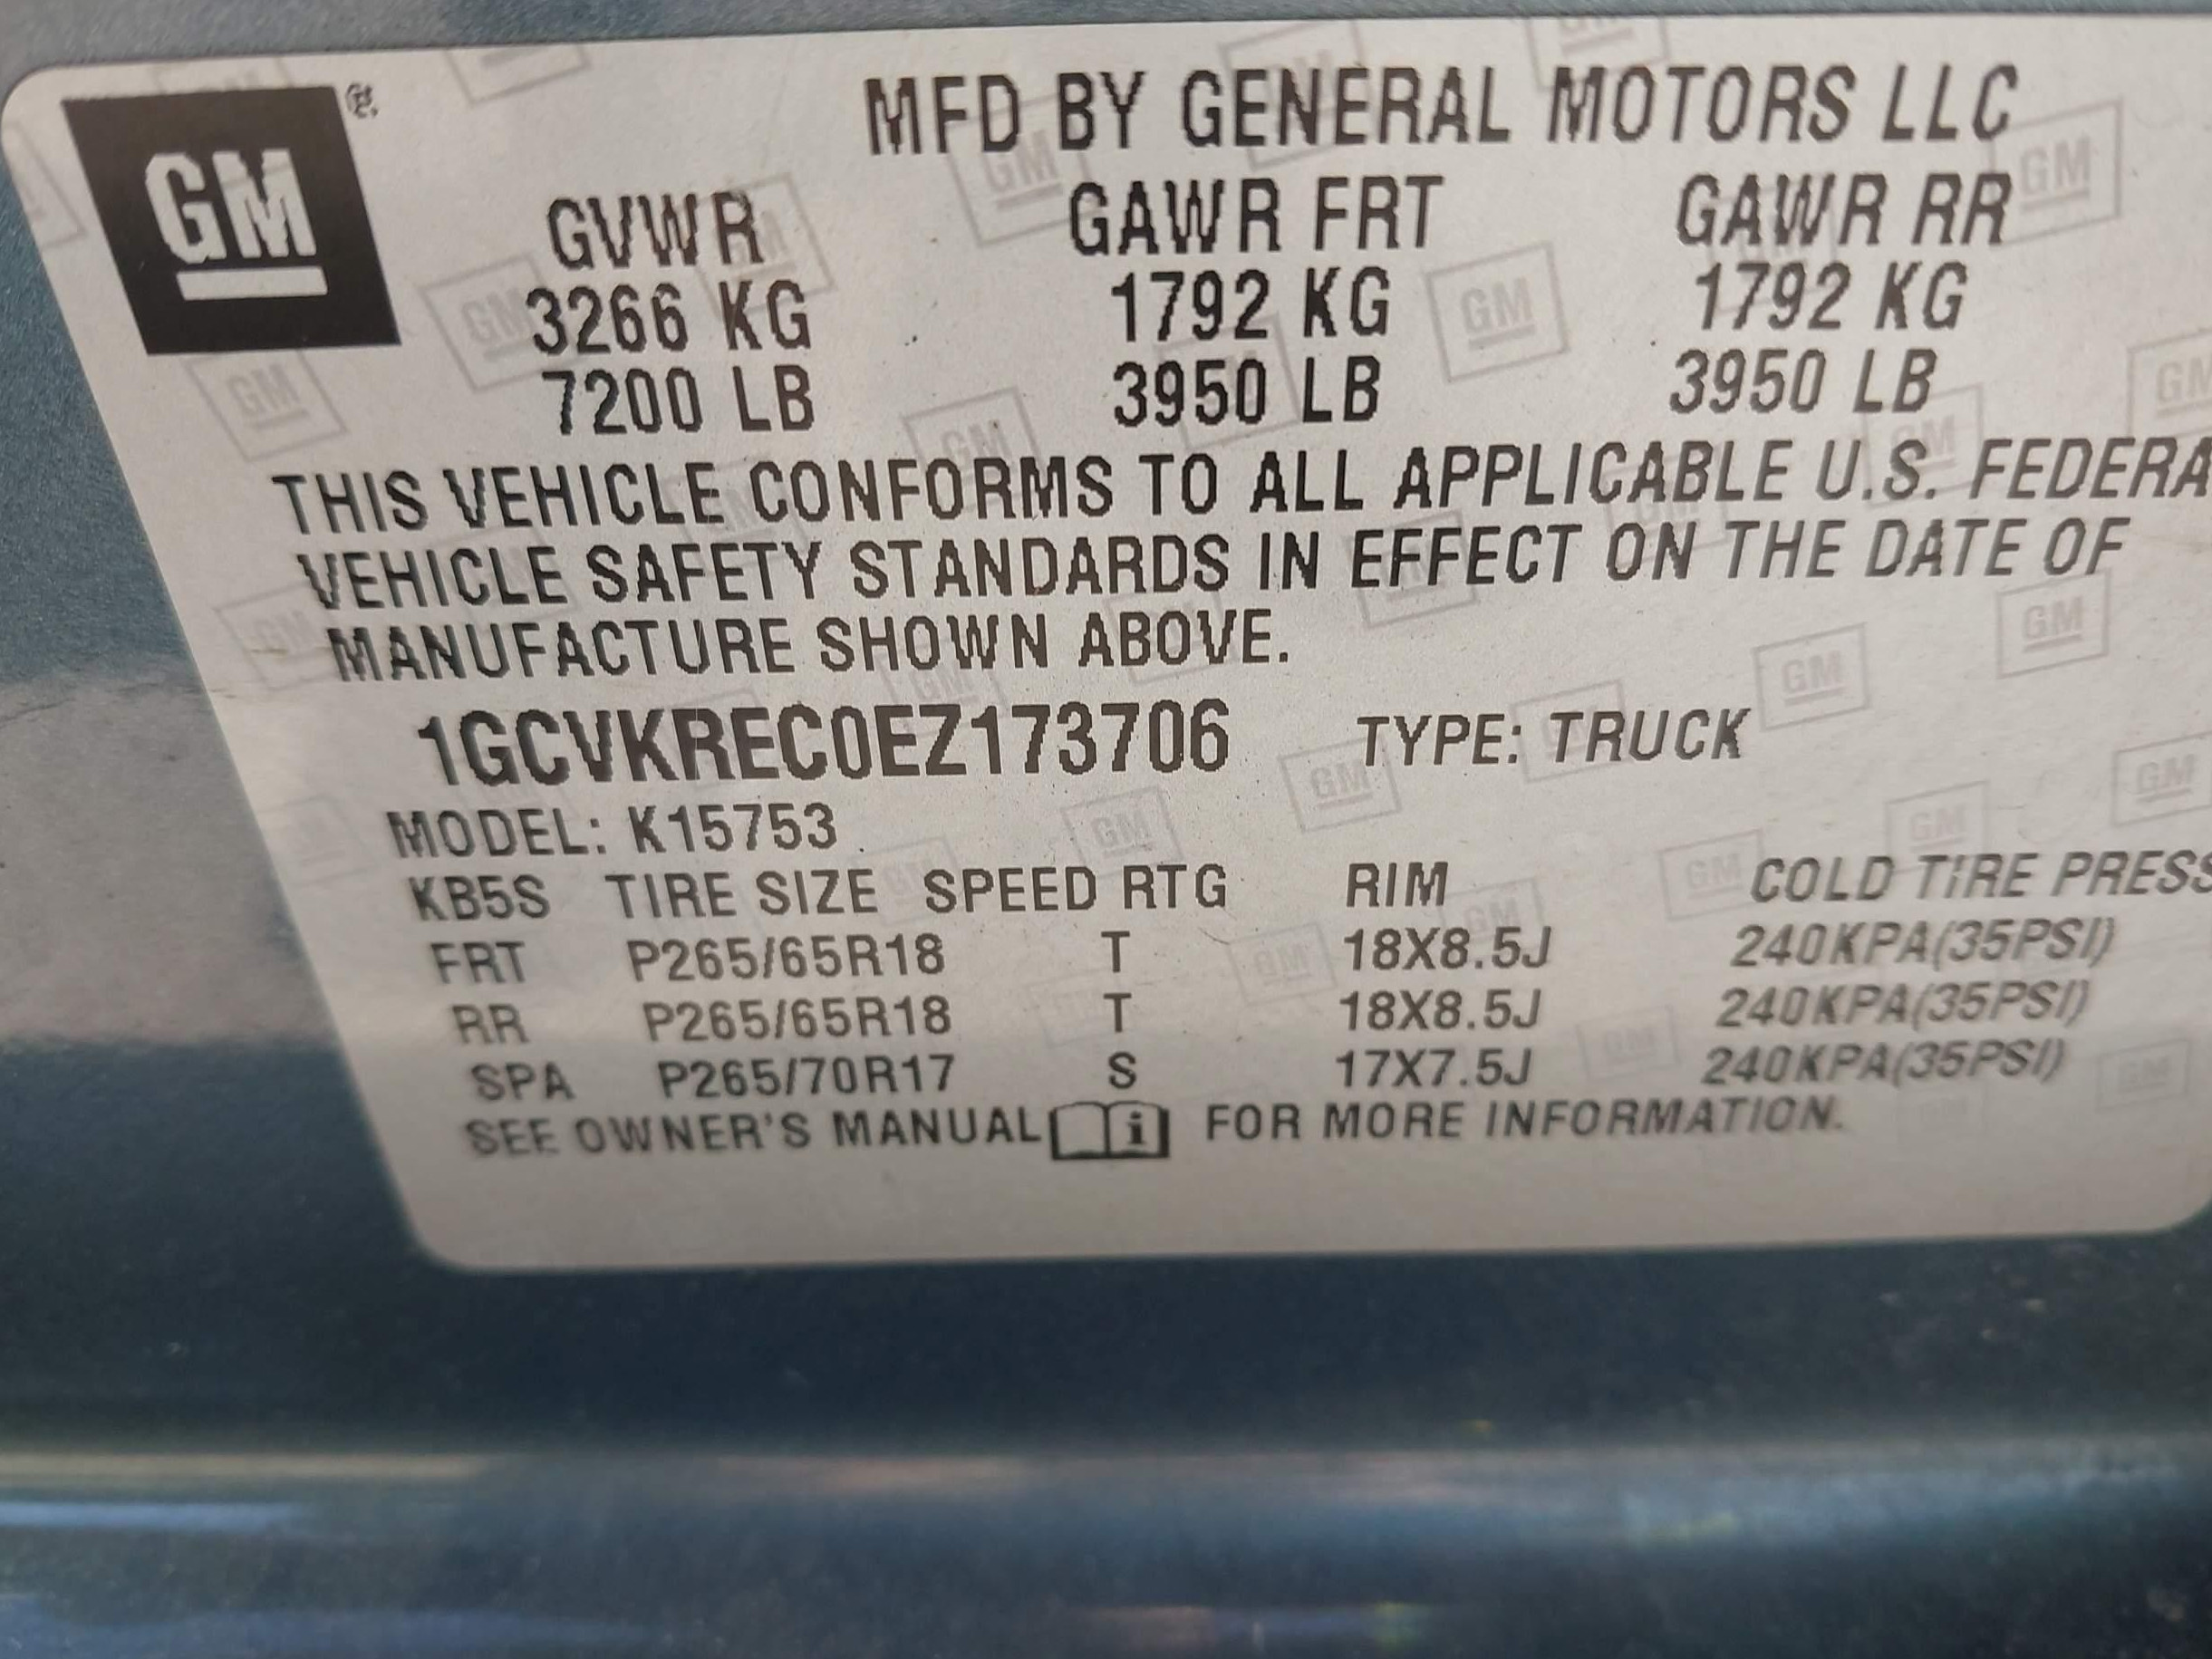 GM ®.
MFD BY GENERAL MOTORS LLC
GVWR GAWR FRT GAWR RR
3266 KG 1792 KG 1792 KG
7200 LB 3950 LB 3950 LB
THIS VEHICLE CONFORMS TO ALL APPLICABLE U.S. FEDERA
VEHICLE SAFETY STANDARDS IN EFFECT ON THE DATE OF
MANUFACTURE SHOWN ABOVE.
1GCVKREC0EZ173706 TYPE: TRUCK
MODEL: K15753
KB5S TIRE SIZE SPEED RTG RIM COLD TIRE PRESS
FRT P265/65R18 T 18X8.5J 240KPA(35PSI)
RR P265/65R18 T 18X8.5J 240KPA(35PSI)
SPA P265/70R17 S 17X7.5J 240KPA(35PSI)
SEE OWNER'S MANUAL i FOR MORE INFORMATION.